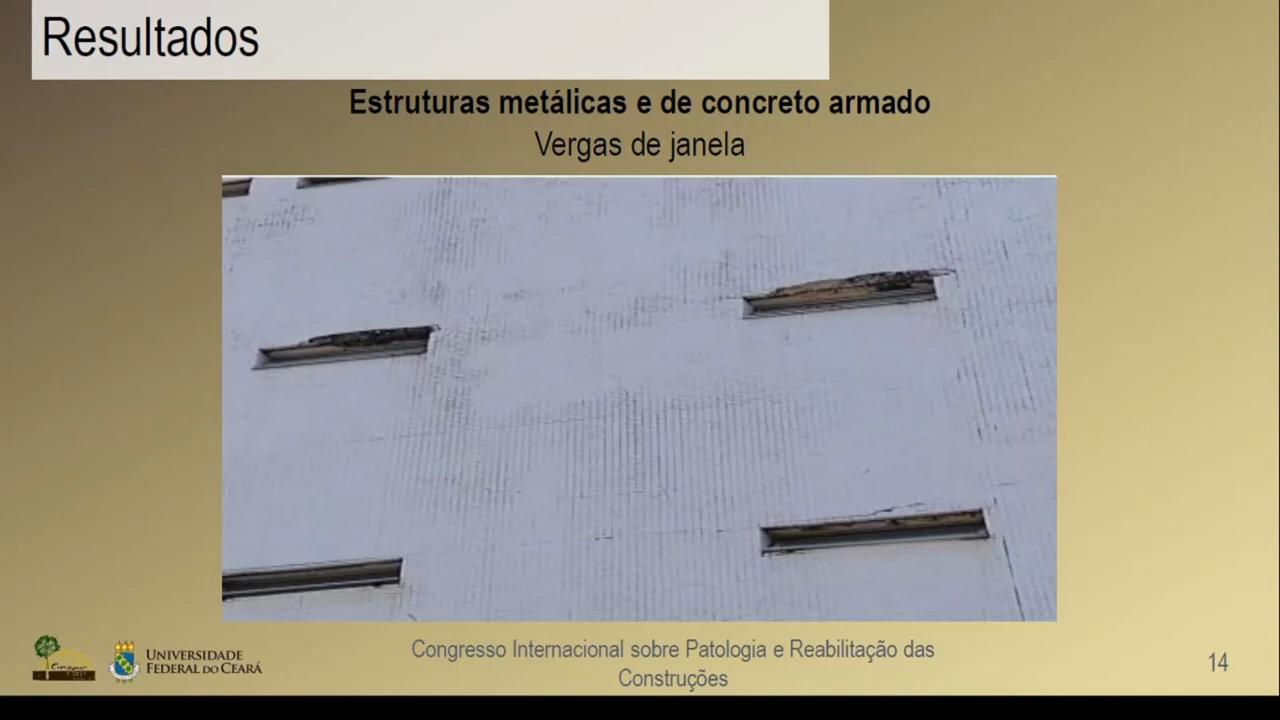 Resultados
Estruturas metálicas e de concreto armado
Vergas de janela
UNIVERSIDADE
FEDERAL DO CEARÁ
Congresso Internacional sobre Patologia e Reabilitação das
Construções
14